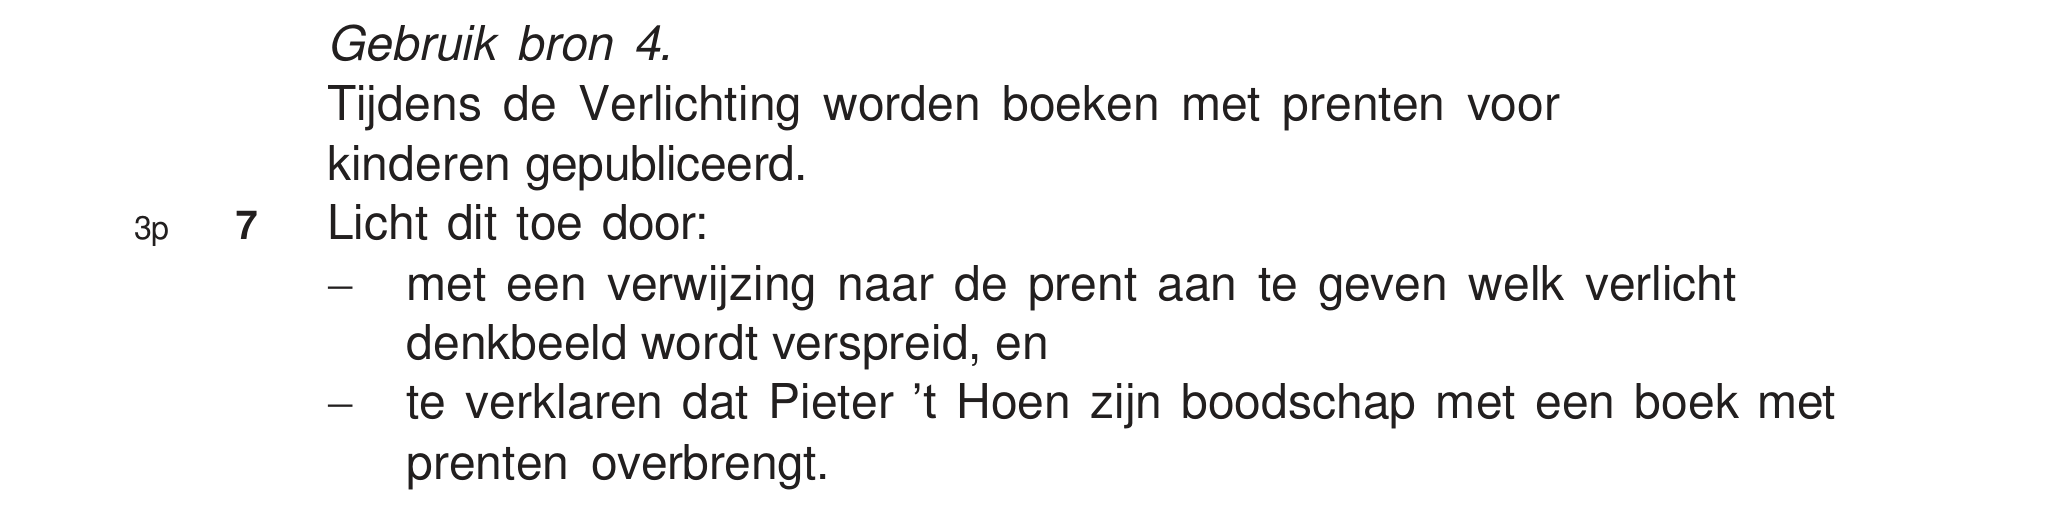 Gebruik bron 4.
Tijdens de Verlichting worden boeken met prenten voor
kinderen gepubliceerd.
3p 7 Licht dit toe door:
– met een verwijzing naar de prent aan te geven welk verlicht
denkbeeld wordt verspreid, en
– te verklaren dat Pieter ’t Hoen zijn boodschap met een boek met
prenten overbrengt.